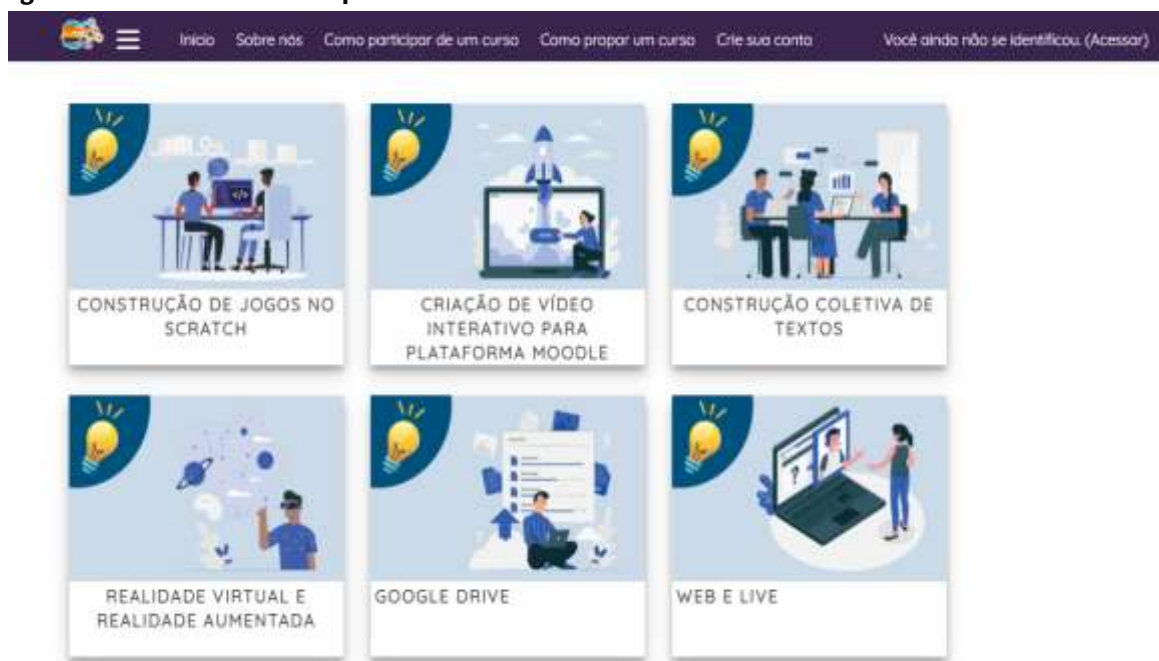 Início Sobre nós Como participar de um curso Como propor um curso Crie sua conta Você ainda não se identificou. (Acessar)
CONSTRUÇÃO DE JOGOS NO
SCRATCH
CRIAÇÃO DE VÍDEO
INTERATIVO PARA
PLATAFORMA MOODLE
CONSTRUÇÃO COLETIVA DE
TEXTOS
REALIDADE VIRTUAL E
REALIDADE AUMENTADA
GOOGLE DRIVE
WEB E LIVE